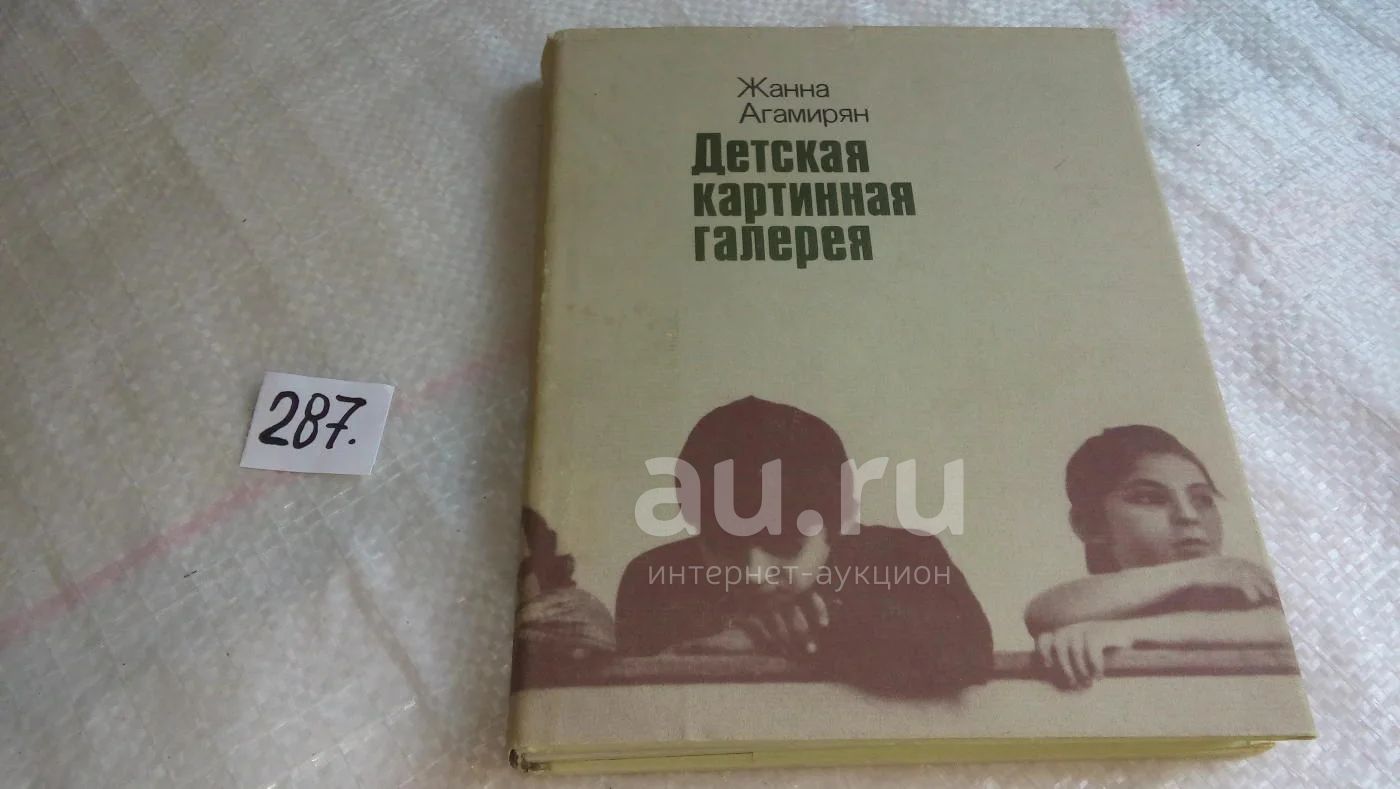 Жанна
Агамирян
Детская
картинная
галерея
287.
au.ru
интернет-аукцион